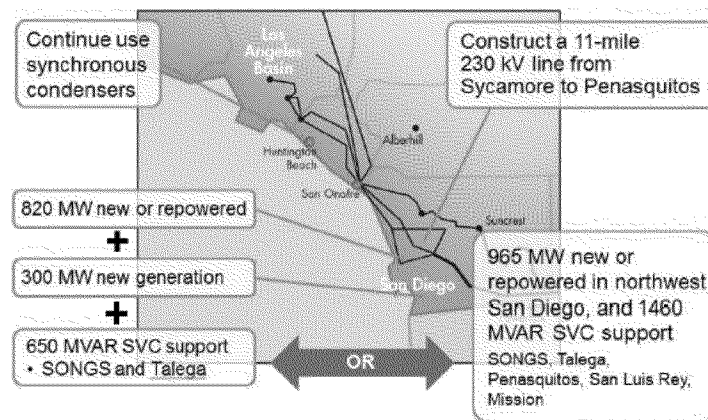 Continue use
synchronous
condensers
Los
Angeles
Basin
Construct a 11-mile
230 kV line from
Sycamore to Penasquitos
Alberhill
Huntington
Beach
San Onofre
820 MW new or repowered
+
300 MW new generation
+
650 MVAR SVC support
• SONGS and Talega
Suncrest
San Diego
965 MW new or
repowered in northwest
San Diego, and 1460
MVAR SVC support
SONGS, Talega,
Penasquitos, San Luis Rey,
Mission
OR